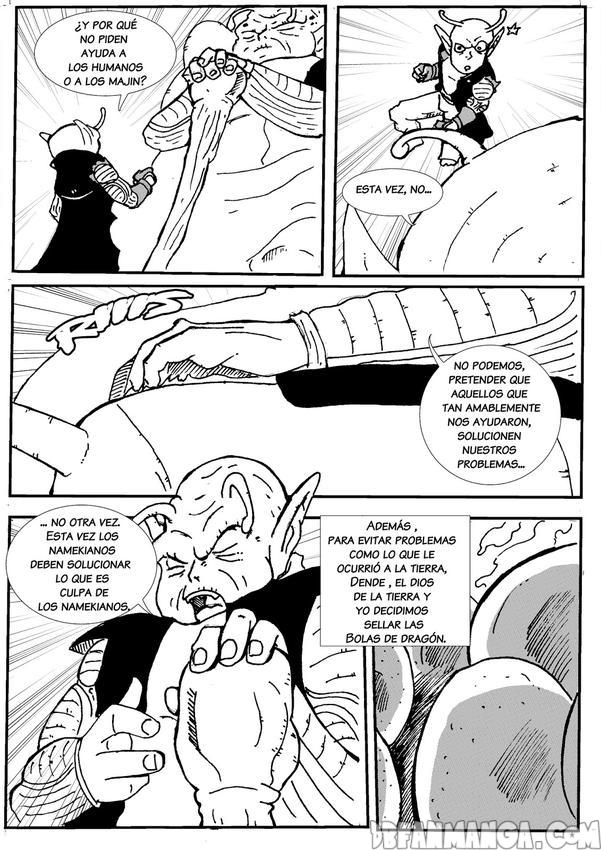 ¿Y POR QUÉ
NO PIDEN
AYUDA A
LOS HUMANOS
O A LOS MAJIN?
ESTA VEZ, NO...
NO PODEMOS,
PRETENDER QUE
AQUELLOS QUE
TAN AMABLEMENTE
NOS AYUDARON,
SOLUCIONEN
NUESTROS
PROBLEMAS...
... NO OTRA VEZ.
ESTA VEZ LOS
NAMEKIANOS
DEBEN SOLUCIONAR
LO QUE ES
CULPA DE
LOS NAMEKIANOS.
ADEMÁS ,
PARA EVITAR PROBLEMAS
COMO LO QUE LE
OCURRIÓ A LA TIERRA,
DENDE , EL DIOS
DE LA TIERRA Y
YO DECIDIMOS
SELLAR LAS
BOLAS DE DRAGÓN.
DBFANMANGA.COM